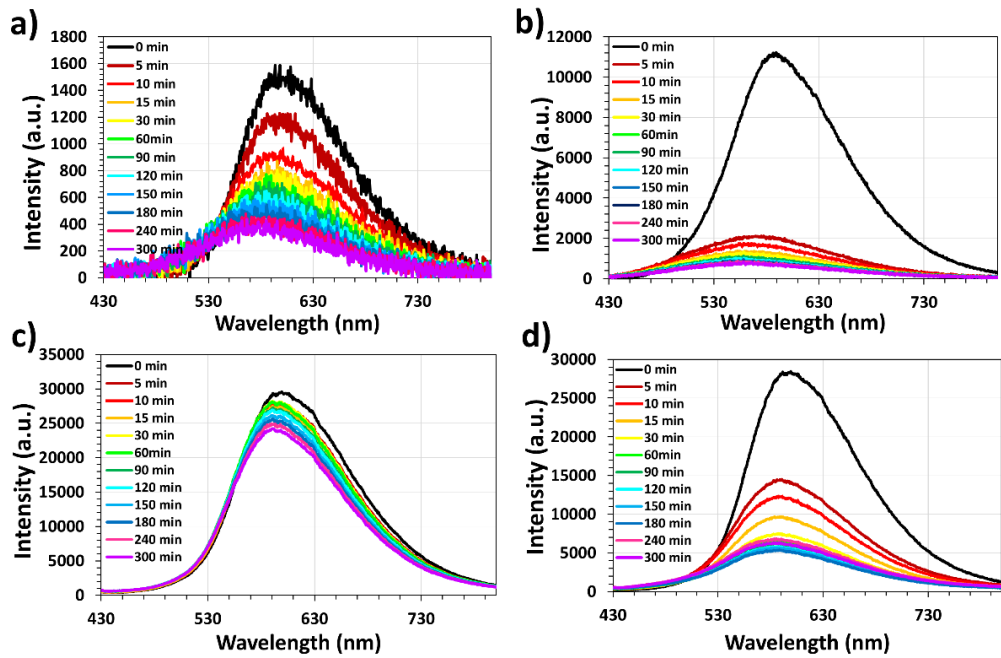 a)
Intensity (a.u.)
1800
1600
1400
1200
1000
800
600
400
200
0
0 min
5 min
10 min
15 min
30 min
60min
90 min
120 min
150 min
180 min
240 min
300 min
430
530
630
730
Wavelength (nm)
b)
Intensity (a.u.)
12000
10000
8000
6000
4000
2000
0
0 min
5 min
10 min
15 min
30 min
60min
90 min
120 min
150 min
180 min
240 min
300 min
430
530
630
730
Wavelength (nm)
c)
Intensity (a.u.)
35000
30000
25000
20000
15000
10000
5000
0
0 min
5 min
10 min
15 min
30 min
60min
90 min
120 min
150 min
180 min
240 min
300 min
430
530
630
730
Wavelength (nm)
d)
Intensity (a.u.)
30000
25000
20000
15000
10000
5000
0
0 min
5 min
10 min
15 min
30 min
60min
90 min
120 min
150 min
180 min
240 min
300 min
430
530
630
730
Wavelength (nm)